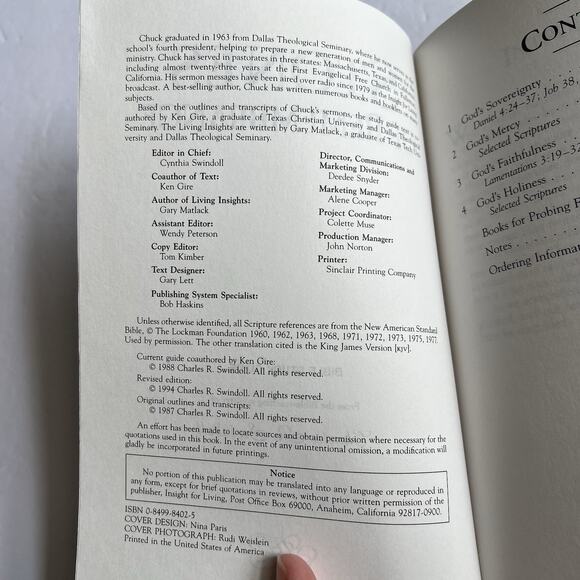 Chuck graduated in 1963 from Dallas Theological Seminary, where he now serves as the
school's fourth president, helping to prepare a new generation of men and women for the
ministry. Chuck has served in pastorates in three states: Massachusetts, Texas, and California,
including almost twenty-three years at the First Evangelical Free Church in Fullerton,
California. His sermon messages have been aired over radio since 1979 as the Insight for Living
broadcast. A best-selling author, Chuck has written numerous books and booklets on many
subjects.
Based on the outlines and transcripts of Chuck's sermons, the study guide text is
authored by Ken Gire, a graduate of Texas Christian University and Dallas Theological
Seminary. The Living Insights are written by Gary Matlack, a graduate of Texas Tech Uni-
versity and Dallas Theological Seminary.
Editor in Chief:
Cynthia Swindoll
Coauthor of Text:
Ken Gire
Author of Living Insights:
Gary Matlack
Assistant Editor:
Wendy Peterson
Copy Editor:
Tom Kimber
Text Designer:
Gary Lett
Publishing System Specialist:
Bob Haskins
Director, Communications and
Marketing Division:
Deedee Snyder
Marketing Manager:
Alene Cooper
Project Coordinator:
Colette Muse
Production Manager:
John Norton
Printer:
Sinclair Printing Company
Unless otherwise identified, all Scripture references are from the New American Standard
Bible, © The Lockman Foundation 1960, 1962, 1963, 1968, 1971, 1972, 1973, 1975, 1977.
Used by permission. The other translation cited is the King James Version [KJV].
Current guide coauthored by Ken Gire:
© 1988 Charles R. Swindoll. All rights reserved.
Revised edition:
© 1994 Charles R. Swindoll. All rights reserved.
Original outlines and transcripts:
© 1987 Charles R. Swindoll. All rights reserved.
An effort has been made to locate sources and obtain permission where necessary for the
quotations used in this book. In the event of any unintentional omission, a modification will
gladly be incorporated in future printings.
Notice
No portion of this publication may be translated into any language or reproduced in
any form, except for brief quotations in reviews, without prior written permission of the
publisher, Insight for Living, Post Office Box 69000, Anaheim, California 92817-0900.
ISBN 0-8499-8402-5
COVER DESIGN: Nina Paris
COVER PHOTOGRAPH: Rudi Weislein
Printed in the United States of America
CONT
1 God's Sovereignty
Daniel 4:24–37; Job 38,
2 God's Mercy
Selected Scriptures
3 God's Faithfulness
Lamentations 3:19–32
4 God's Holiness
Selected Scriptures
Books for Probing F
Notes
Ordering Informat